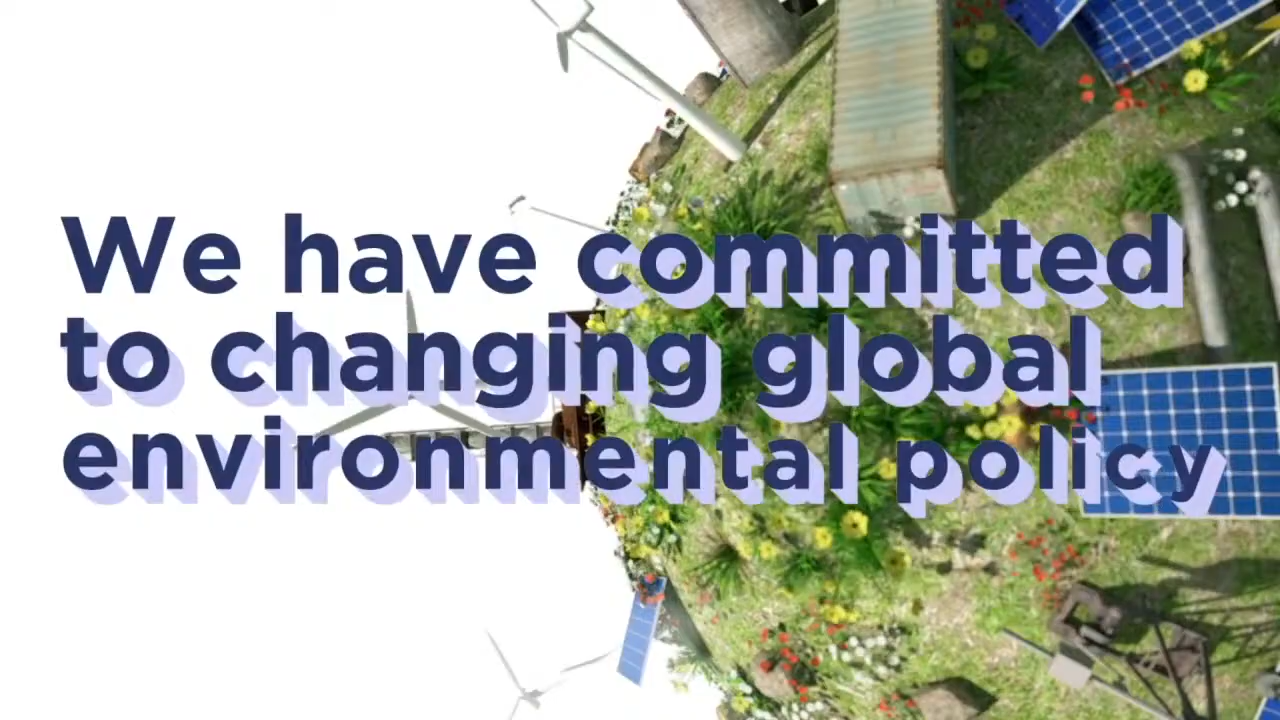 We have committed
to changing global
environmental policy